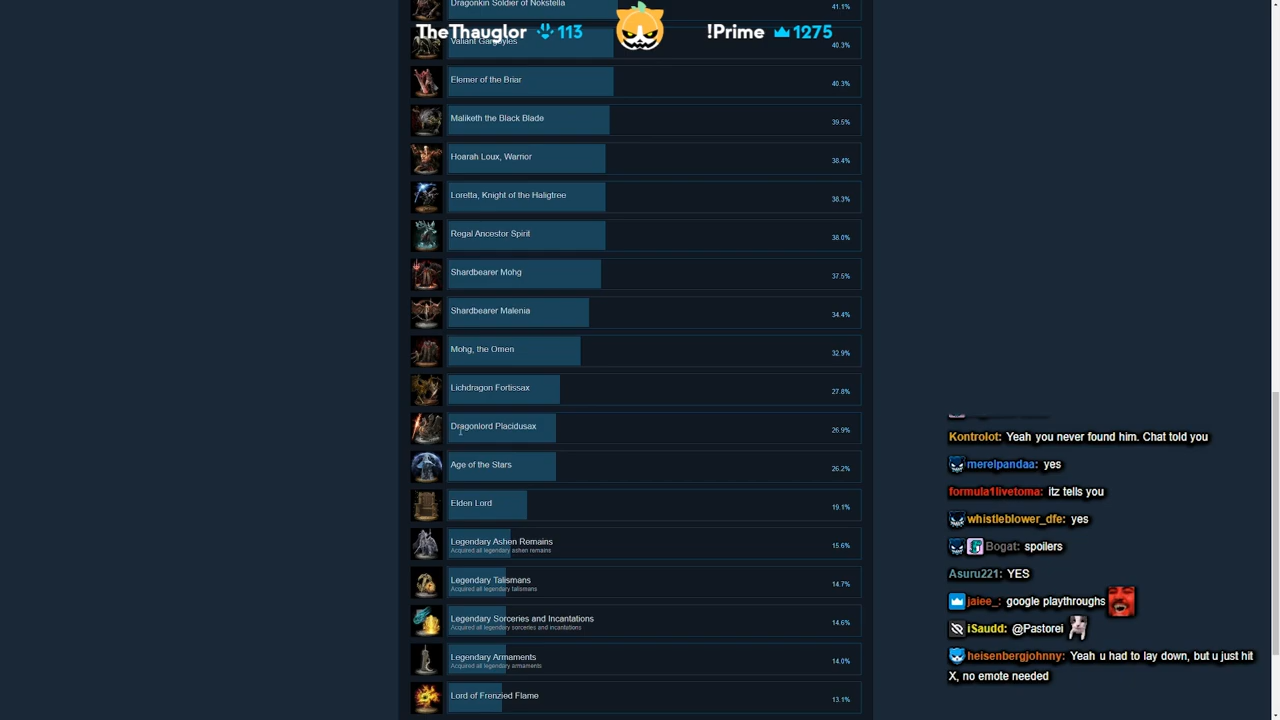 Dragonkin Soldier of Nokstella
41.1%
TheThauglor 113
!Prime 1275
Valiant Gargoyles
40.3%
Elemer of the Briar
40.3%
Maliketh the Black Blade
39.5%
Hoarah Loux, Warrior
38.4%
Loretta, Knight of the Haligtree
38.3%
Regal Ancestor Spirit
38.0%
Shardbearer Mohg
37.5%
Shardbearer Malenia
34.4%
Mohg, the Omen
32.9%
Lichdragon Fortissax
27.8%
Dragonlord Placidusax
26.9%
Age of the Stars
26.2%
Elden Lord
19.1%
Legendary Ashen Remains
Acquired all legendary ashen remains
15.6%
Legendary Talismans
Acquired all legendary talismans
14.7%
Legendary Sorceries and Incantations
Acquired all legendary sorceries and incantations
14.6%
Legendary Armaments
Acquired all legendary armaments
14.0%
Lord of Frenzied Flame
13.1%
Kontrolot: Yeah you never found him. Chat told you
merelpandaa: yes
formula1livetoma: itz tells you
whistleblower_dfe: yes
Bogat: spoilers
Asuru221: YES
jaiee_: google playthroughs
iSaudd: @Pastorei
heisenbergjohnny: Yeah u had to lay down, but u just hit
X, no emote needed